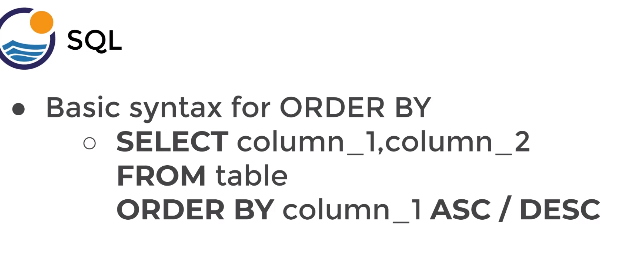 SQL
● Basic syntax for ORDER BY
○ SELECT column_1,column_2
FROM table
ORDER BY column_1 ASC / DESC